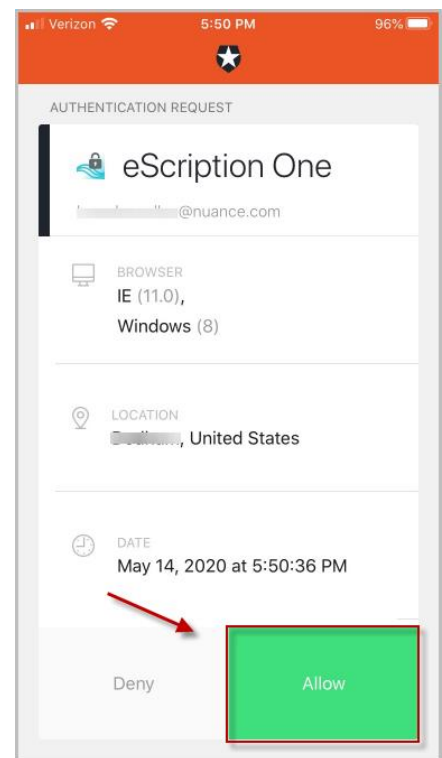 Verizon 5:50 PM 96%
AUTHENTICATION REQUEST
eScription One
@nuance.com
BROWSER
IE (11.0),
Windows (8)
LOCATION
, United States
DATE
May 14, 2020 at 5:50:36 PM
Deny Allow